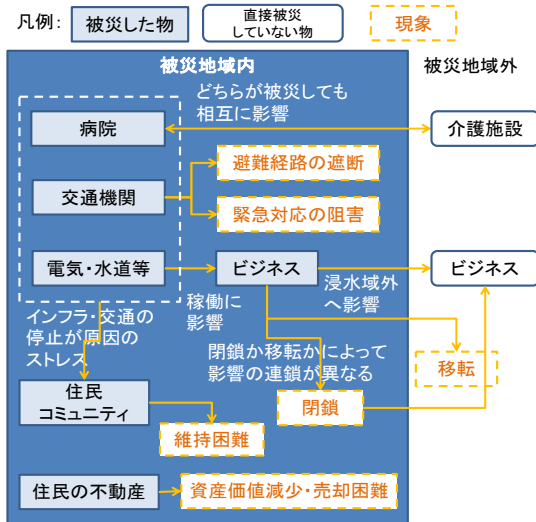 凡例:
被災した物
直接被災
していない物
現象
被災地域内
被災地域外
どちらが被災しても
相互に影響
病院
介護施設
避難経路の遮断
交通機関
緊急対応の阻害
電気・水道等
ビジネス
ビジネス
浸水域外
へ影響
稼働に
影響
インフラ・交通の
停止が原因の
ストレス
閉鎖か移転かによって
影響の連鎖が異なる
移転
住民
コミュニティ
閉鎖
維持困難
住民の不動産
資産価値減少・売却困難